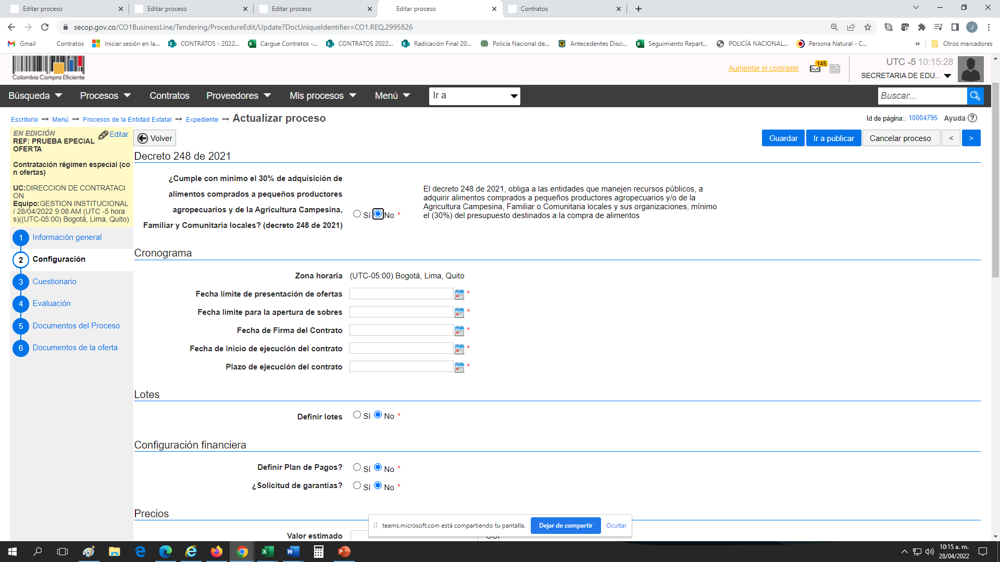 Editar proceso
Editar proceso
Editar proceso
Editar proceso
Contratos
secop.gov.co/CO1BusinessLine/Tendering/ProcedureEdit/Update?DocUniqueIdentifier=CO1.REQ.2995826
J
Gmail
Contratos
Iniciar sesión en la...
CONTRATOS - 2022...
Cargue Contratos -...
CONTRATOS 2022...
Radicación Final 20...
Policía Nacional de...
Antecedentes Disci...
Seguimiento Repart...
POLICÍA NACIONAL...
Persona Natural - C...
»
Otros marcadores
Colombia Compra Eficiente
Aumentar el contraste
145
UTC -5 10:15:28
SECRETARIA DE EDU...
Búsqueda
Procesos
Contratos
Proveedores
Mis procesos
Menú
Ir a
Buscar...
Escritorio → Menú → Procesos de la Entidad Estatal → Expediente → Actualizar proceso
Id de página:: 10004795 Ayuda ?
EN EDICIÓN
Editar
REF: PRUEBA EPECIAL
OFERTA
Contratación régimen especial (co
n ofertas)
UC:DIRECCION DE CONTRATACI
ON
Equipo:GESTION INSTITUCIONAL
/ 28/04/2022 9:08 AM (UTC -5 hora
s)((UTC-05:00) Bogotá, Lima, Quito)
1 Información general
2 Configuración
3 Cuestionario
4 Evaluación
5 Documentos del Proceso
6 Documentos de la oferta
Volver
Guardar
Ir a publicar
Cancelar proceso
<
>
Decreto 248 de 2021
¿Cumple con mínimo el 30% de adquisición de
alimentos comprados a pequeños productores
agropecuarios y de la Agricultura Campesina,
Familiar y Comunitaria locales? (decreto 248 de 2021)
Sí No *
El decreto 248 de 2021, obliga a las entidades que manejen recursos públicos, a
adquirir alimentos comprados a pequeños productores agropecuarios y/o de la
Agricultura Campesina, Familiar o Comunitaria locales y sus organizaciones, mínimo
el (30%) del presupuesto destinados a la compra de alimentos
Cronograma
Zona horaria (UTC-05:00) Bogotá, Lima, Quito
Fecha límite de presentación de ofertas *
Fecha límite para la apertura de sobres *
Fecha de Firma del Contrato *
Fecha de inicio de ejecución del contrato *
Plazo de ejecución del contrato *
Lotes
Definir lotes Sí No *
Configuración financiera
Definir Plan de Pagos? Sí No *
¿Solicitud de garantías? Sí No *
Precios
Valor estimado
teams.microsoft.com está compartiendo tu pantalla.
Dejar de compartir
Ocultar
10:15 a. m.
28/04/2022